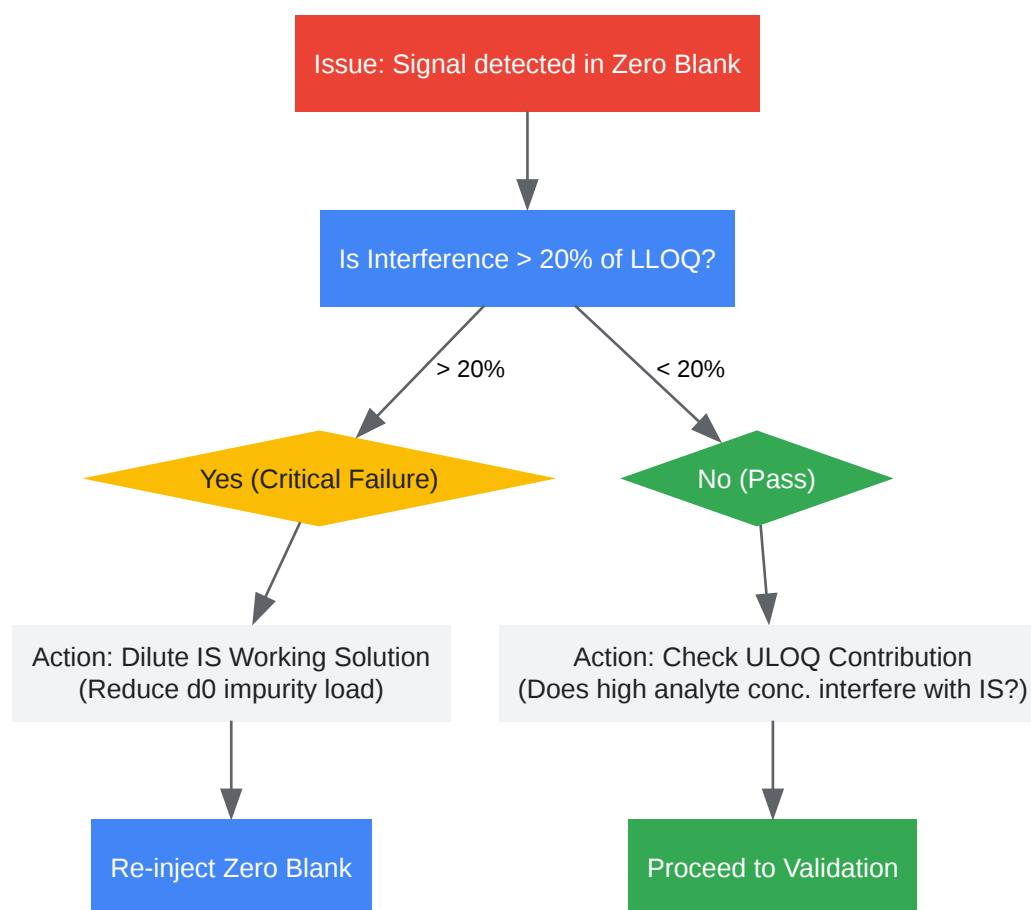 Issue: Signal detected in Zero Blank
Is Interference > 20% of LLOQ?
> 20%
< 20%
Yes (Critical Failure)
No (Pass)
Action: Dilute IS Working Solution
(Reduce d0 impurity load)
Action: Check ULOQ Contribution
(Does high analyte conc. interfere with IS?)
Re-inject Zero Blank
Proceed to Validation